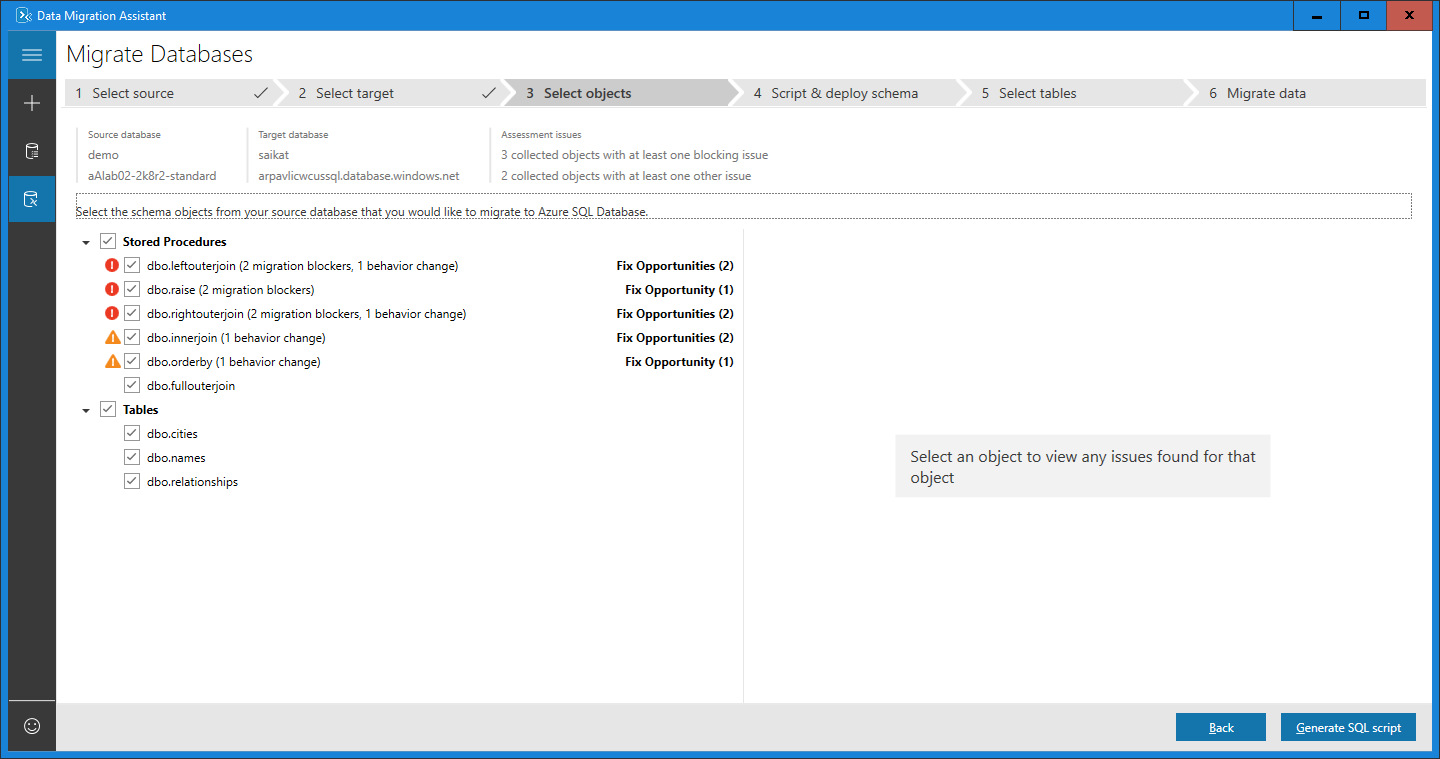 Data Migration Assistant
Migrate Databases
1 Select source
2 Select target
3 Select objects
4 Script & deploy schema
5 Select tables
6 Migrate data
Source database
demo
aAlab02-2k8r2-standard
Target database
saikat
arpavlicwcussql.database.windows.net
Assessment issues
3 collected objects with at least one blocking issue
2 collected objects with at least one other issue
Select the schema objects from your source database that you would like to migrate to Azure SQL Database.
Stored Procedures
dbo.leftouterjoin (2 migration blockers, 1 behavior change) Fix Opportunities (2)
dbo.raise (2 migration blockers) Fix Opportunity (1)
dbo.rightouterjoin (2 migration blockers, 1 behavior change) Fix Opportunities (2)
dbo.innerjoin (1 behavior change) Fix Opportunities (2)
dbo.orderby (1 behavior change) Fix Opportunity (1)
dbo.fullouterjoin
Tables
dbo.cities
dbo.names
dbo.relationships
Select an object to view any issues found for that
object
Back
Generate SQL script